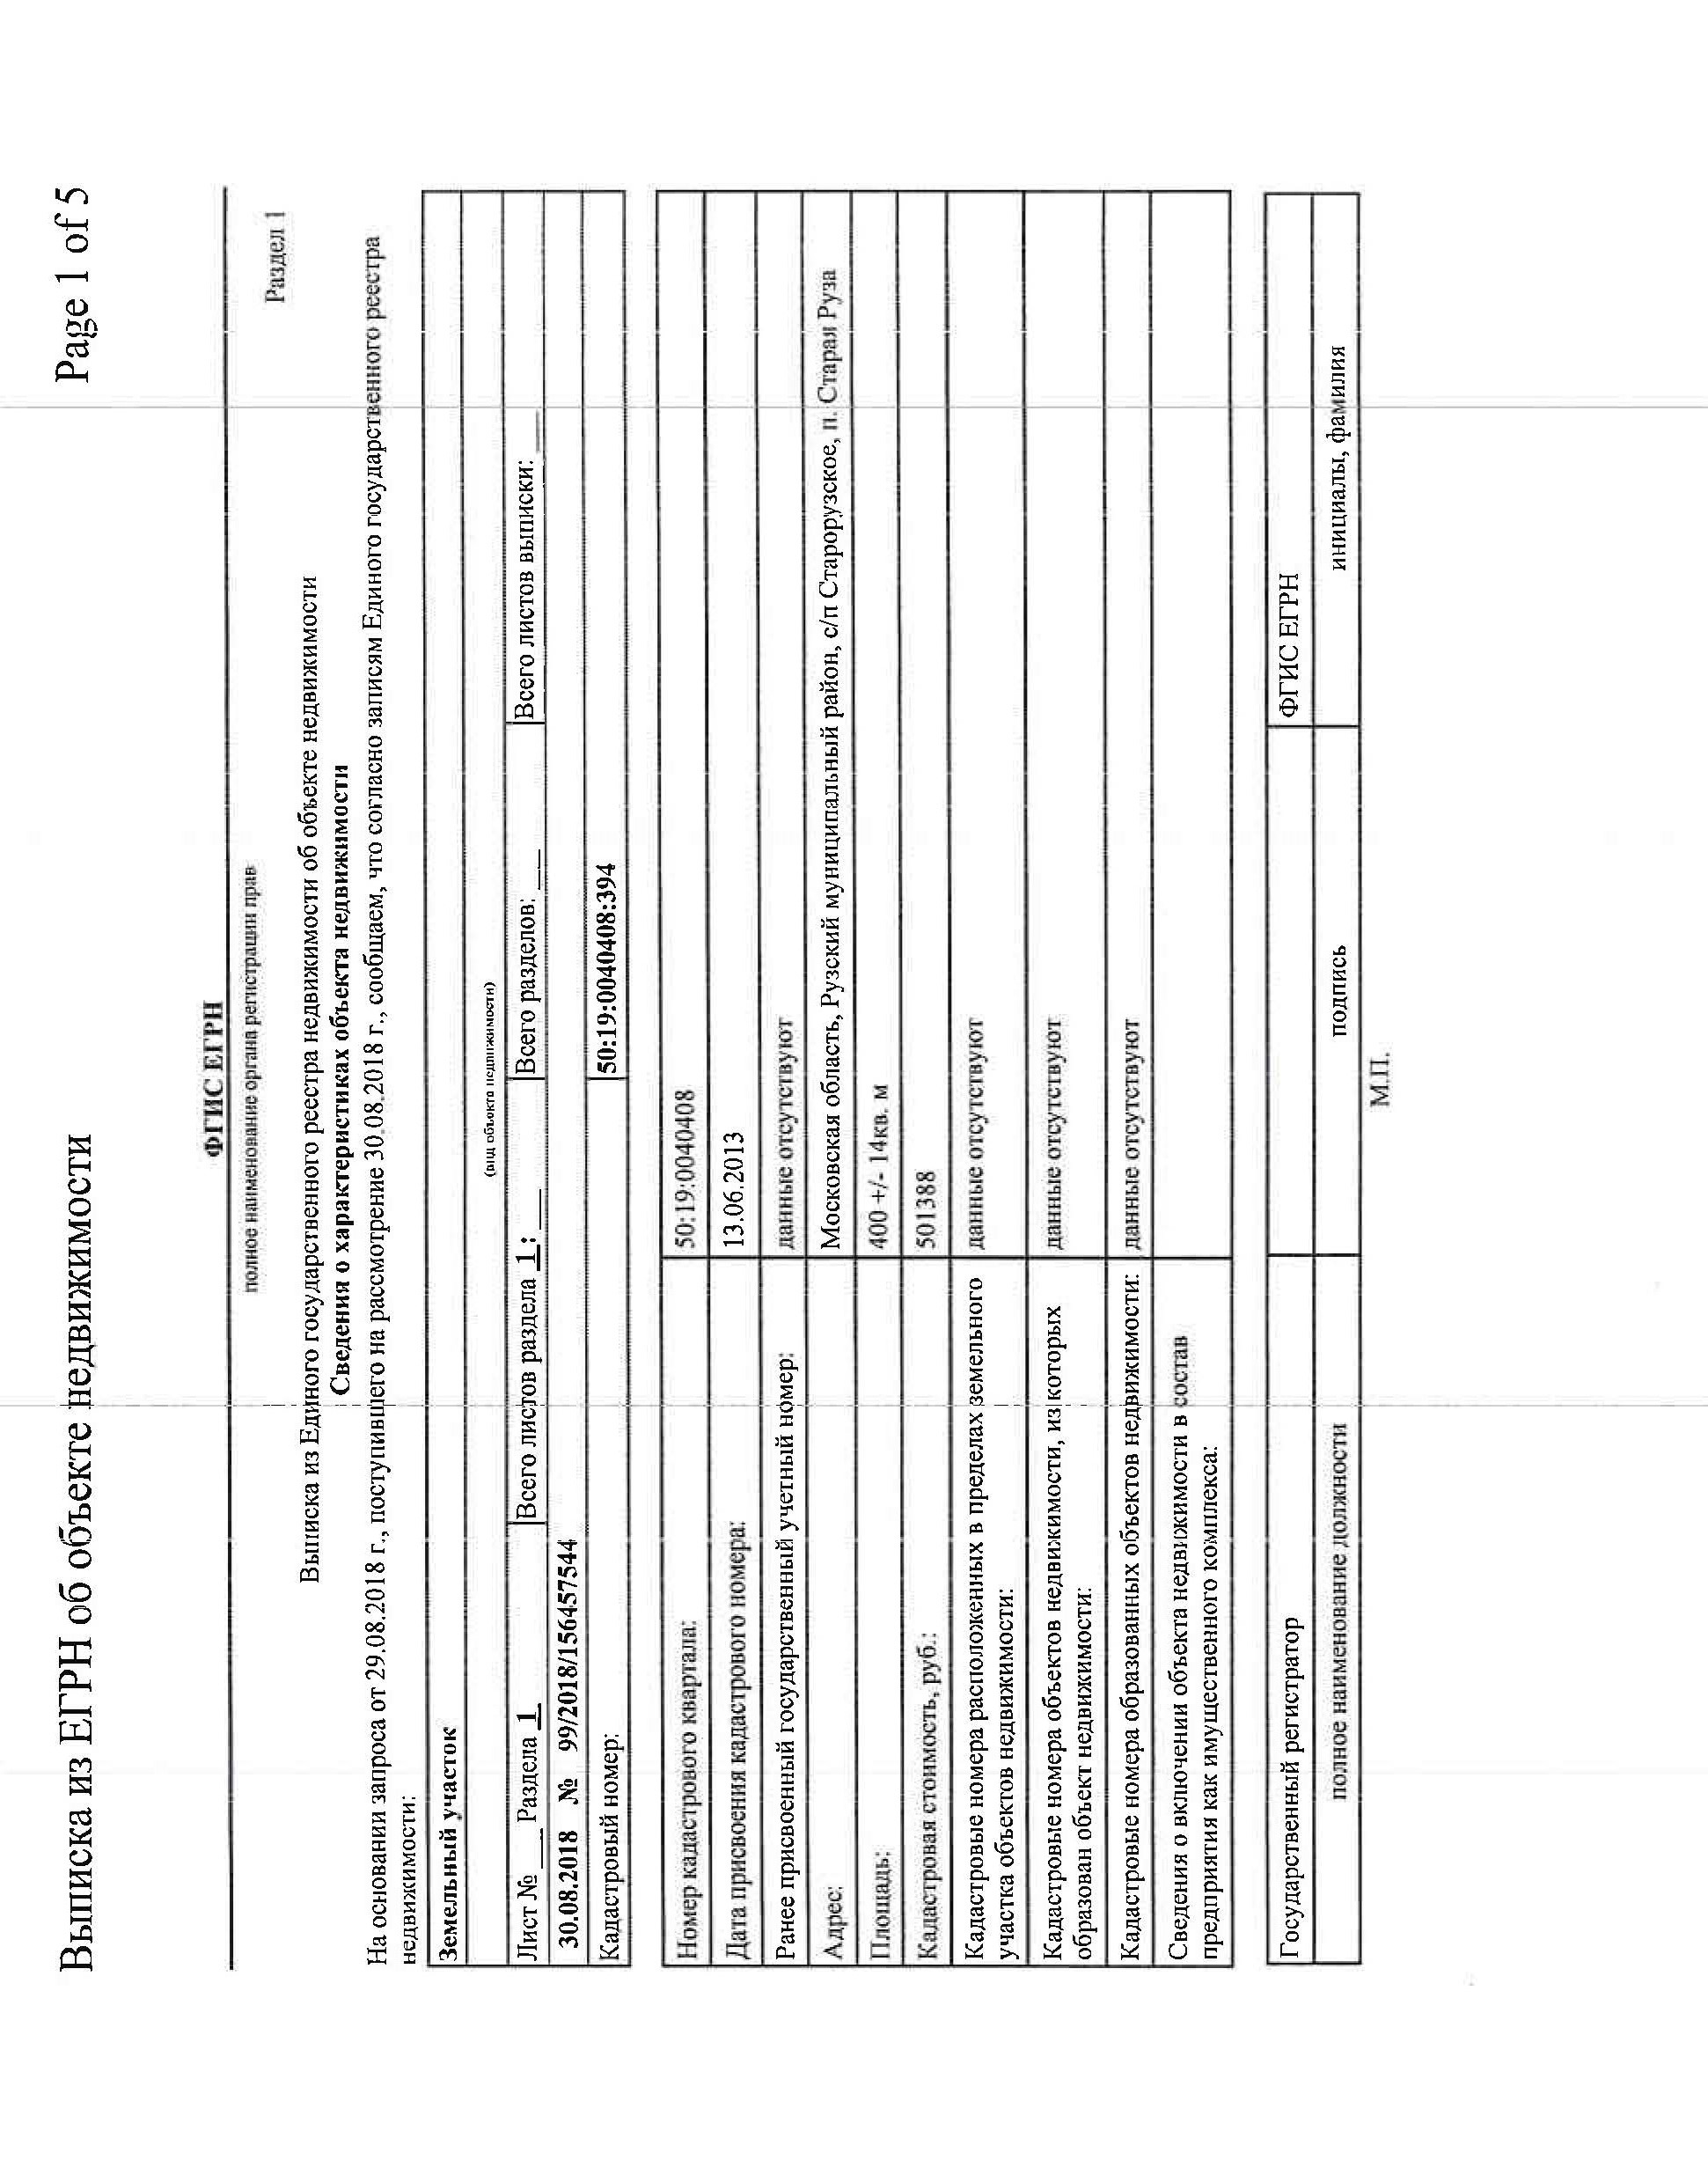 Выписка из ЕГРН об объекте недвижимости Page 1 of 5
ФГИС ЕГРН
полное наименование органа регистрации прав
Раздел 1
Выписка из Единого государственного реестра недвижимости об объекте недвижимости
Сведения о характеристиках объекта недвижимости
На основании запроса от 29.08.2018 г., поступившего на рассмотрение 30.08.2018 г., сообщаем, что согласно записям Единого государственного реестра
недвижимости:
Земельный участок
(вид объекта недвижимости)
Лист № ___ Раздела 1 Всего листов раздела 1 : ___ Всего разделов: ___ Всего листов выписки: ___
30.08.2018 № 99/2018/156457544
Кадастровый номер: 50:19:0040408:394
Номер кадастрового квартала: 50:19:0040408
Дата присвоения кадастрового номера: 13.06.2013
Ранее присвоенный государственный учетный номер: данные отсутствуют
Адрес: Московская область, Рузский муниципальный район, с/п Старорузское, п. Старая Руза
Площадь: 400 +/- 14кв. м
Кадастровая стоимость, руб.: 501388
Кадастровые номера расположенных в пределах земельного данные отсутствуют
участка объектов недвижимости:
Кадастровые номера объектов недвижимости, из которых данные отсутствуют
образован объект недвижимости:
Кадастровые номера образованных объектов недвижимости: данные отсутствуют
Сведения о включении объекта недвижимости в состав
предприятия как имущественного комплекса:
Государственный регистратор ФГИС ЕГРН
полное наименование должности подпись инициалы, фамилия
М.П.